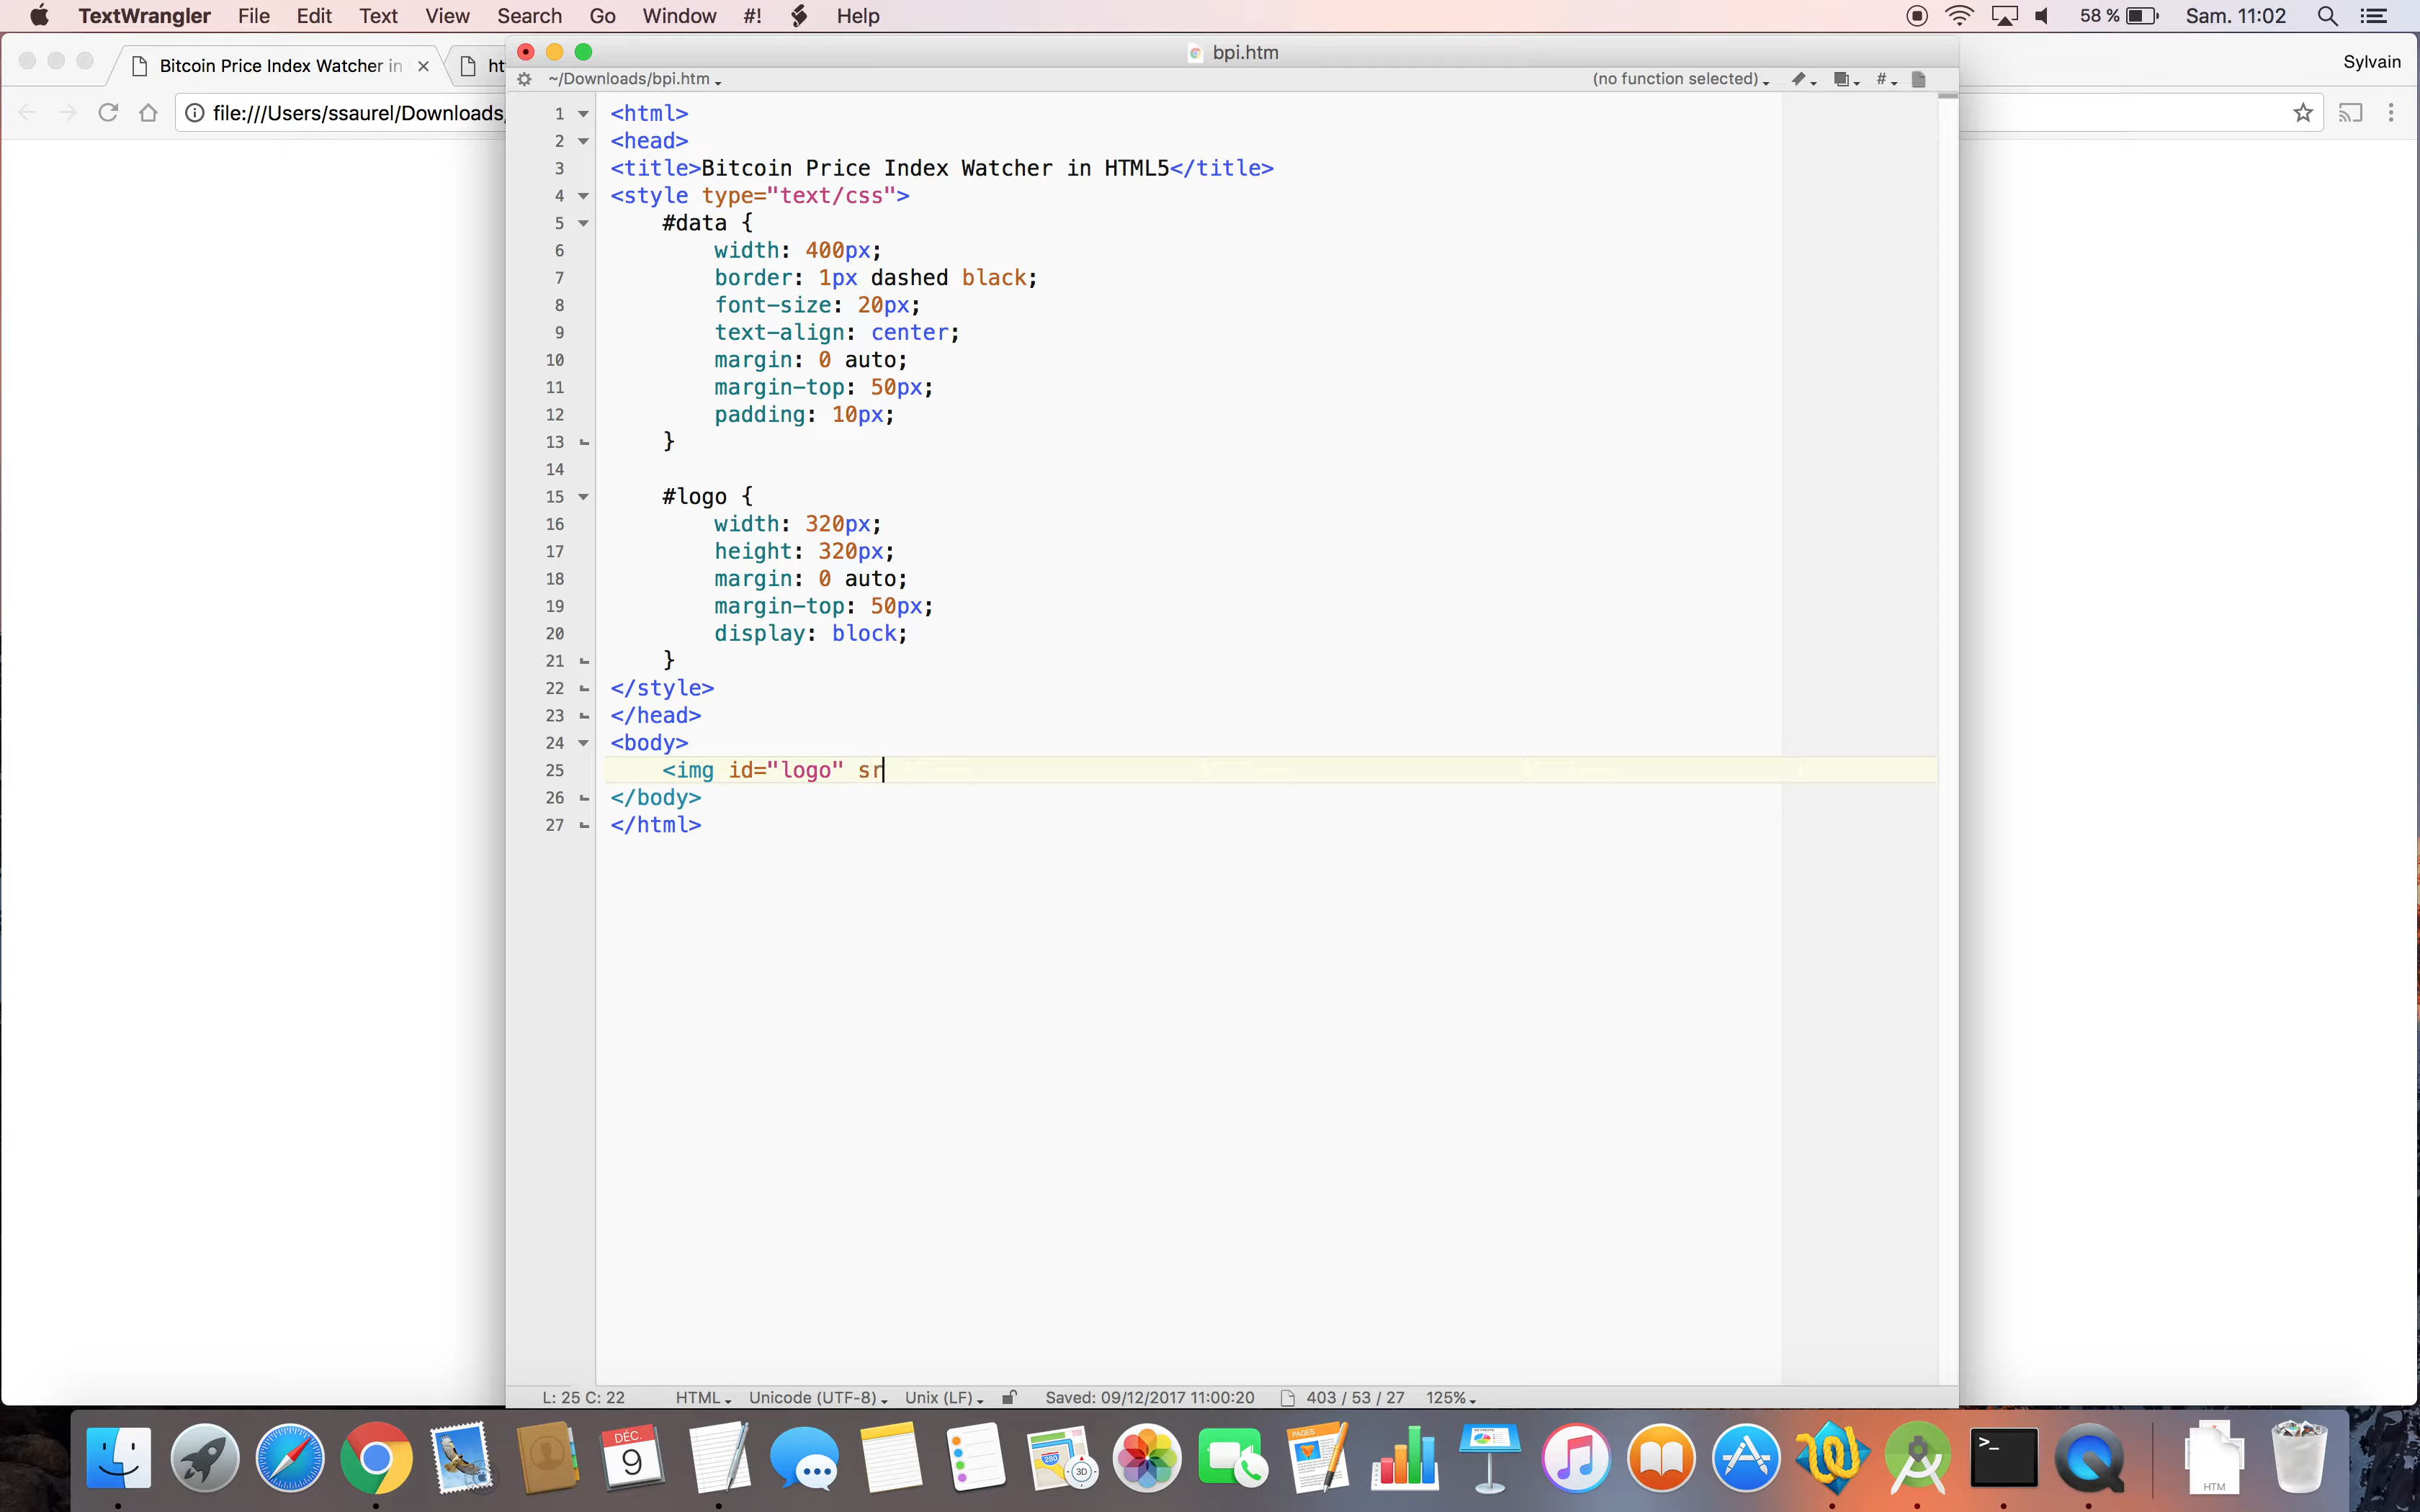 TextWrangler File Edit Text View Search Go Window #! Help 58 % Sam. 11:02
Bitcoin Price Index Watcher in ht Sylvain
file:///Users/ssaurel/Downloads/
bpi.htm
~/Downloads/bpi.htm (no function selected) #
1 <html>
2 <head>
3 <title>Bitcoin Price Index Watcher in HTML5</title>
4 <style type="text/css">
5 #data {
6 width: 400px;
7 border: 1px dashed black;
8 font-size: 20px;
9 text-align: center;
10 margin: 0 auto;
11 margin-top: 50px;
12 padding: 10px;
13 }
14
15 #logo {
16 width: 320px;
17 height: 320px;
18 margin: 0 auto;
19 margin-top: 50px;
20 display: block;
21 }
22 </style>
23 </head>
24 <body>
25 <img id="logo" sr
26 </body>
27 </html>
L: 25 C: 22 HTML Unicode (UTF-8) Unix (LF) Saved: 09/12/2017 11:00:20 403 / 53 / 27 125%
DÉC.
9
280
3D
PAGES
>_
HTM